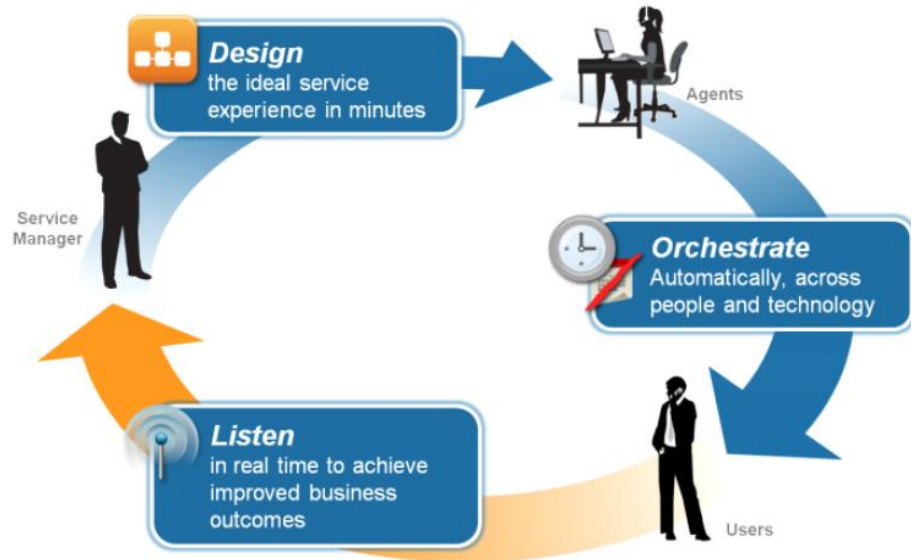 Design
the ideal service
experience in minutes
Agents
Service
Manager
Orchestrate
Automatically, across
people and technology
Listen
in real time to achieve
improved business
outcomes
Users